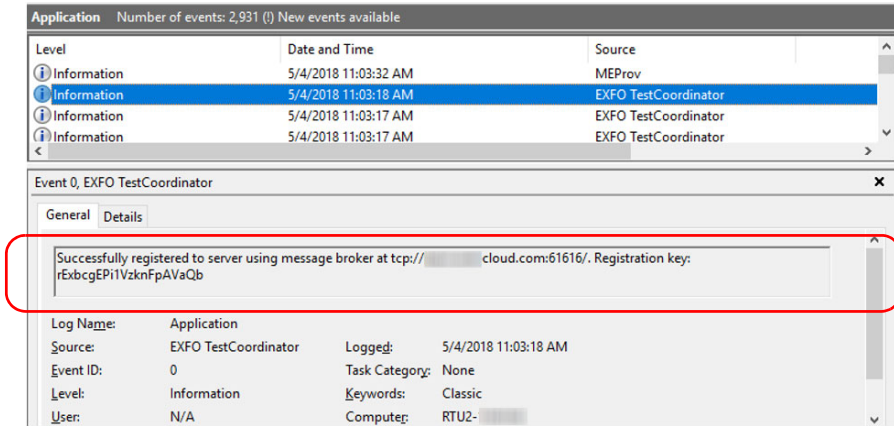 Application Number of events: 2,931 (!) New events available
Level Date and Time Source
Information 5/4/2018 11:03:32 AM MEProv
Information 5/4/2018 11:03:18 AM EXFO TestCoordinator
Information 5/4/2018 11:03:17 AM EXFO TestCoordinator
Information 5/4/2018 11:03:17 AM EXFO TestCoordinator
Event 0, EXFO TestCoordinator
General Details
Successfully registered to server using message broker at tcp:// cloud.com:61616/. Registration key:
rExbcgEPi1VzknFpAVaQb
Log Name: Application
Source: EXFO TestCoordinator Logged: 5/4/2018 11:03:18 AM
Event ID: 0 Task Category: None
Level: Information Keywords: Classic
User: N/A Computer: RTU2-